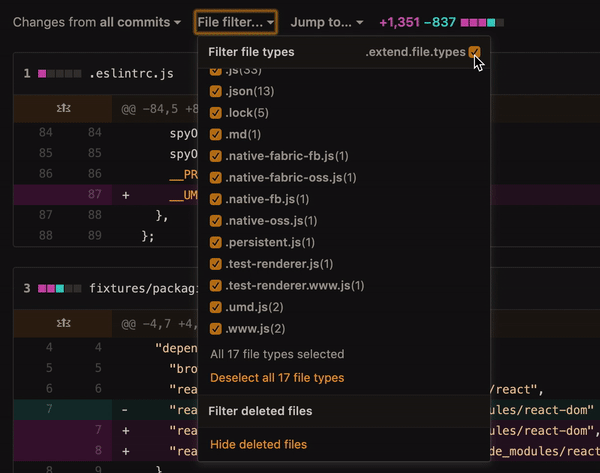 Changes from all commits File filter... Jump to... +1,351 −837
Filter file types .extend.file.types
.js(33)
.json(13)
.lock(5)
.md(1)
.native-fabric-fb.js(1)
.native-fabric-oss.js(1)
.native-fb.js(1)
.native-oss.js(1)
.persistent.js(1)
.test-renderer.js(1)
.test-renderer.www.js(1)
.umd.js(2)
.www.js(2)
All 17 file types selected
Deselect all 17 file types
Filter deleted files
Hide deleted files
1 .eslintrc.js
@@ -84,5 +8
84 84 spyO
85 85 spyO
86 86 __PR
87 + __UM
87 88 },
88 89 };
3 fixtures/packagi
@@ -4,7 +4,
4 4 "depen
5 5 "bro
6 6 "rea /react",
7 - "rea ules/react-dom"
7 + "rea ules/react-dom",
8 + "rea de_modules/react
8 9 }